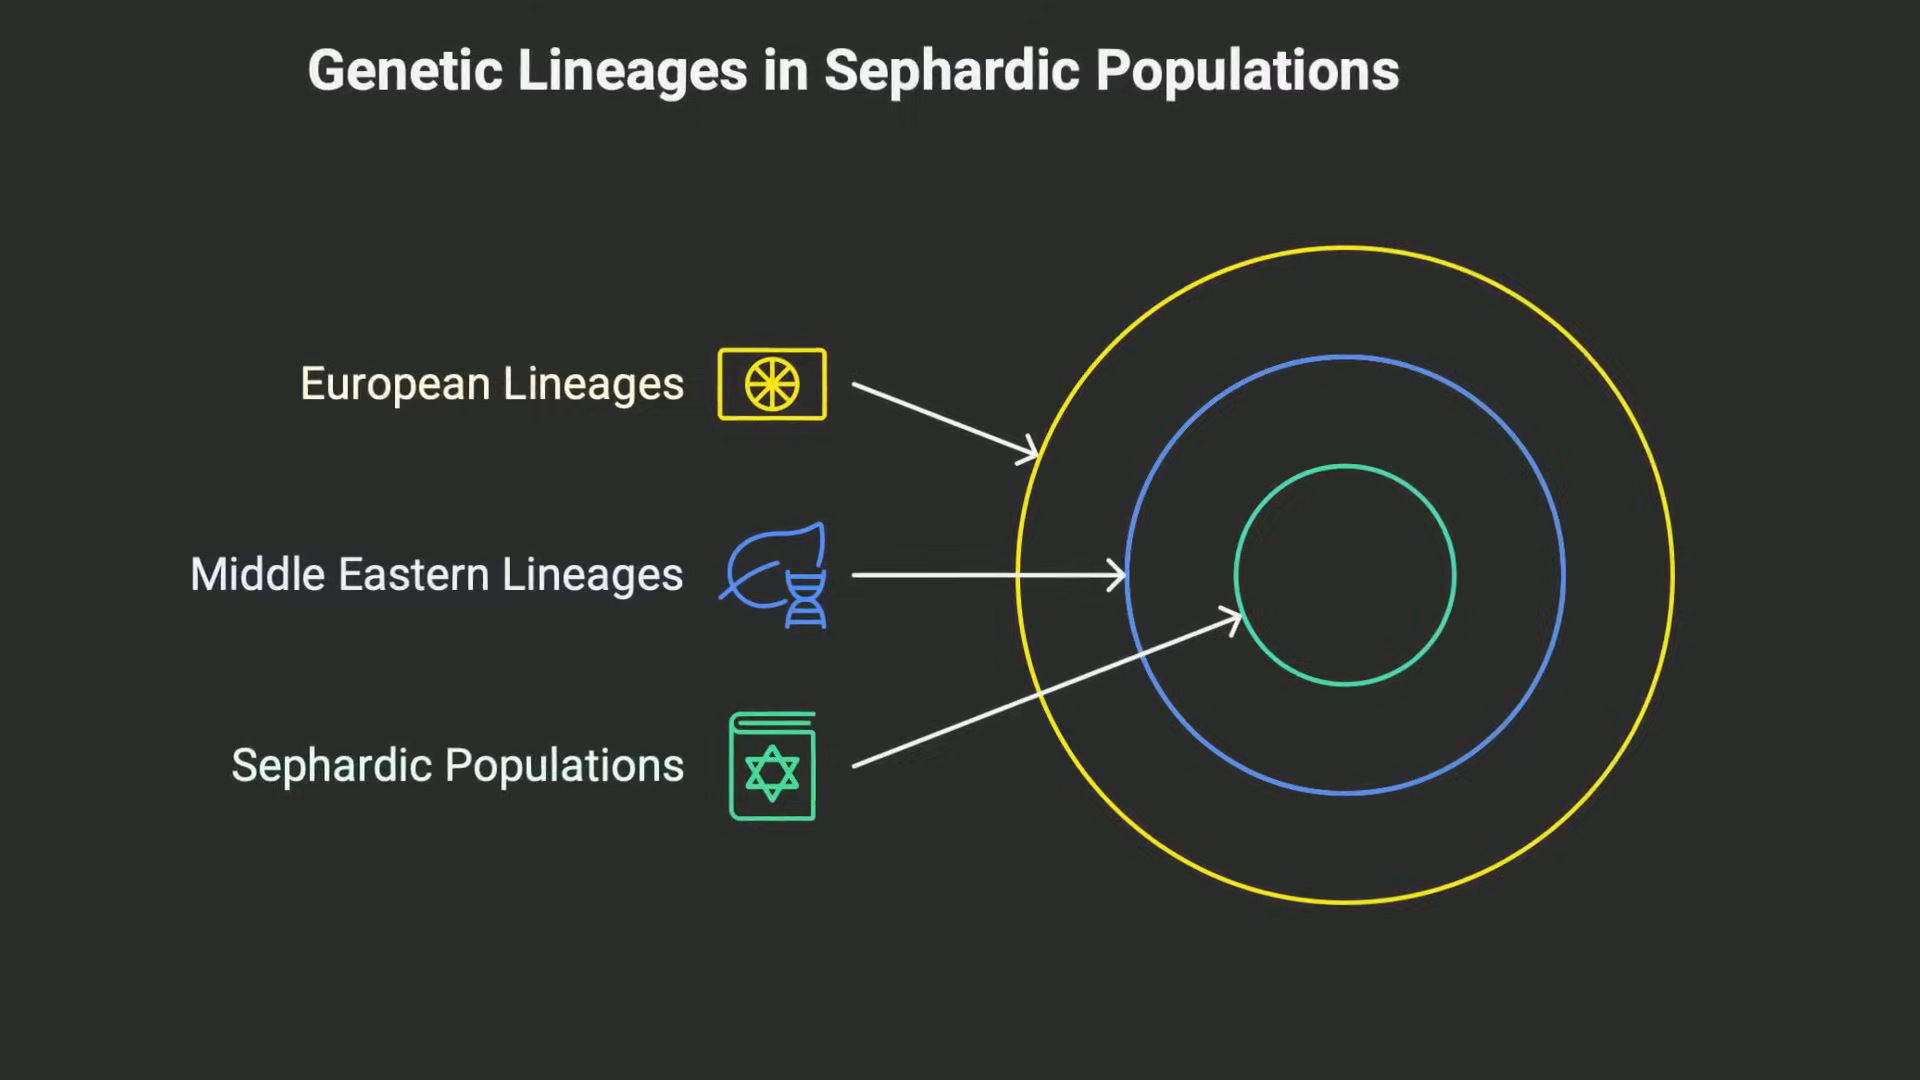 Genetic Lineages in Sephardic Populations
European Lineages
Middle Eastern Lineages
Sephardic Populations